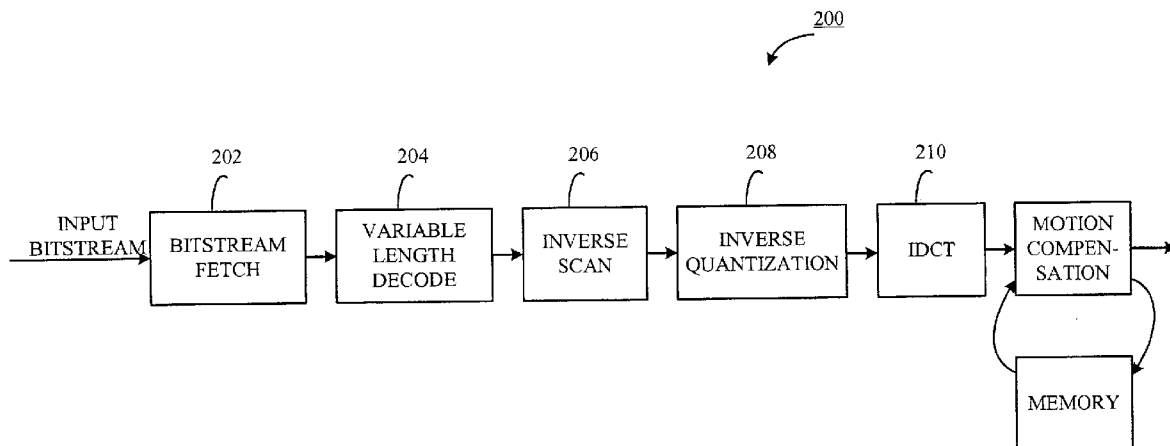 200
202
204
206
208
210
INPUT
BITSTREAM
BITSTREAM
FETCH
VARIABLE
LENGTH
DECODE
INVERSE
SCAN
INVERSE
QUANTIZATION
IDCT
MOTION
COMPEN-
SATION
MEMORY